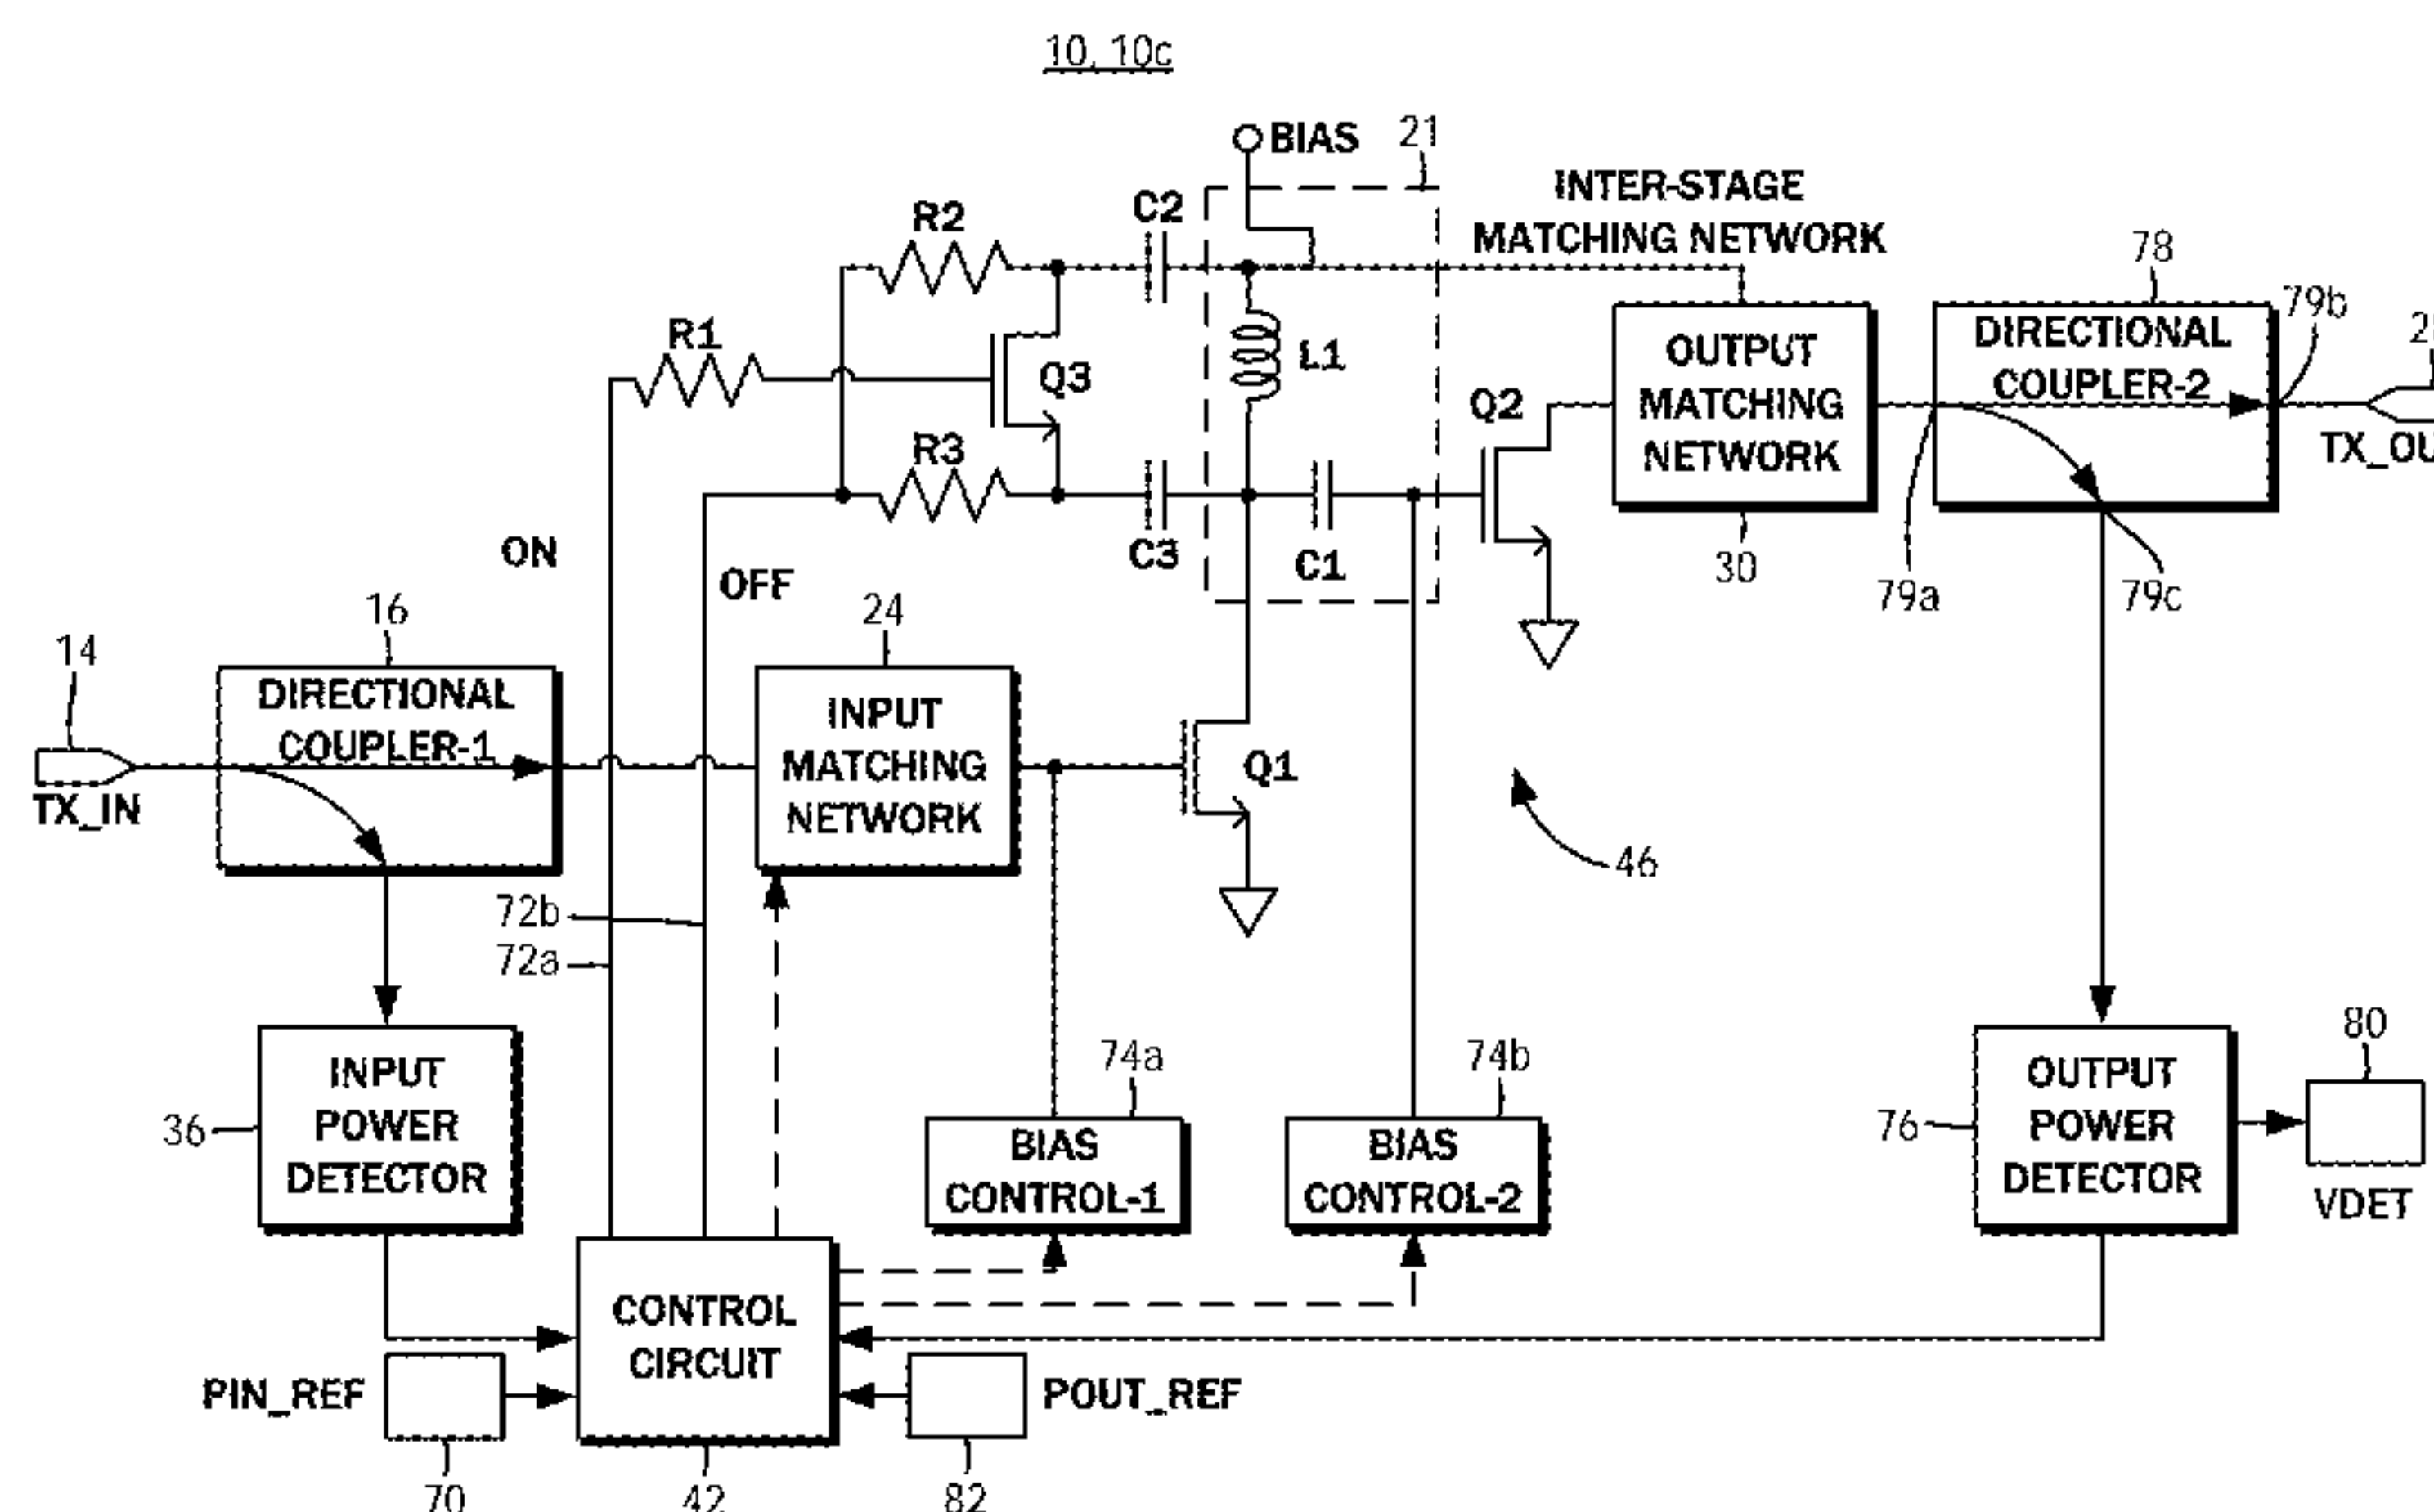 10, 10c
BIAS
21
INTER-STAGE
MATCHING NETWORK
C2
R2
78
79b
R1
Q3
L1
Q2
OUTPUT
MATCHING
NETWORK
DIRECTIONAL
COUPLER-2
R3
C3
C1
30
79a
79c
ON
OFF
16
24
14
DIRECTIONAL
COUPLER-1
INPUT
MATCHING
NETWORK
Q1
TX_IN
46
72b
72a
INPUT
POWER
DETECTOR
36
74a
74b
BIAS
CONTROL-1
BIAS
CONTROL-2
76
OUTPUT
POWER
DETECTOR
80
VDET
CONTROL
CIRCUIT
PIN_REF
POUT_REF
70
42
82